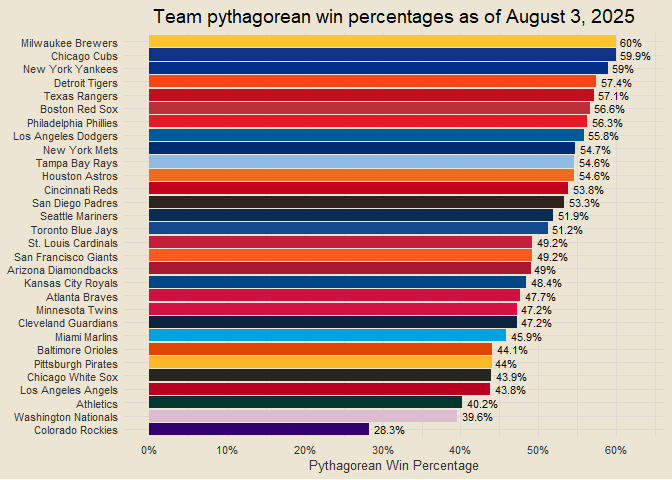 Team pythagorean win percentages as of August 3, 2025
Milwaukee Brewers 60%
Chicago Cubs 59.9%
New York Yankees 59%
Detroit Tigers 57.4%
Texas Rangers 57.1%
Boston Red Sox 56.6%
Philadelphia Phillies 56.3%
Los Angeles Dodgers 55.8%
New York Mets 54.7%
Tampa Bay Rays 54.6%
Houston Astros 54.6%
Cincinnati Reds 53.8%
San Diego Padres 53.3%
Seattle Mariners 51.9%
Toronto Blue Jays 51.2%
St. Louis Cardinals 49.2%
San Francisco Giants 49.2%
Arizona Diamondbacks 49%
Kansas City Royals 48.4%
Atlanta Braves 47.7%
Minnesota Twins 47.2%
Cleveland Guardians 47.2%
Miami Marlins 45.9%
Baltimore Orioles 44.1%
Pittsburgh Pirates 44%
Chicago White Sox 43.9%
Los Angeles Angels 43.8%
Athletics 40.2%
Washington Nationals 39.6%
Colorado Rockies 28.3%
0% 10% 20% 30% 40% 50% 60%
Pythagorean Win Percentage